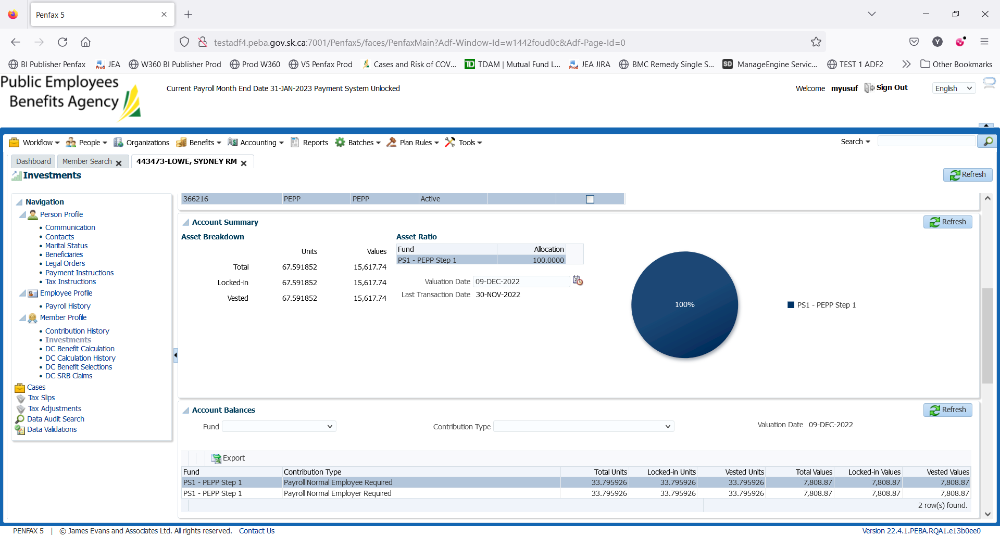 Penfax 5
testadf4.peba.gov.sk.ca:7001/Penfax5/faces/PenfaxMain?Adf-Window-Id=w1442foud0c&Adf-Page-Id=0
Y
BI Publisher Penfax JEA W360 BI Publisher Prod Prod W360 V5 Penfax Prod Cases and Risk of COV... TDAM | Mutual Fund L... JEA JIRA BMC Remedy Single S... ManageEngine Servic... TEST 1 ADF2 Other Bookmarks
Public Employees
Benefits Agency
Current Payroll Month End Date 31-JAN-2023 Payment System Unlocked
Welcome myusuf Sign Out English
Workflow People Organizations Benefits Accounting Reports Batches Plan Rules Tools Search
Dashboard Member Search 443473-LOWE, SYDNEY RM
Investments
Refresh
Navigation
Person Profile
Communication
Contacts
Marital Status
Beneficiaries
Legal Orders
Payment Instructions
Tax Instructions
Employee Profile
Payroll History
Member Profile
Contribution History
Investments
DC Benefit Calculation
DC Calculation History
DC Benefit Selections
DC SRB Claims
Cases
Tax Slips
Tax Adjustments
Data Audit Search
Data Validations
366216 PEPP PEPP Active
Account Summary
Refresh
Asset Breakdown
Units Values
Total 67.591852 15,617.74
Locked-in 67.591852 15,617.74
Vested 67.591852 15,617.74
Asset Ratio
Fund Allocation
PS1 - PEPP Step 1 100.0000
Valuation Date 09-DEC-2022
Last Transaction Date 30-NOV-2022
100%
PS1 - PEPP Step 1
Account Balances
Refresh
Fund Contribution Type Valuation Date 09-DEC-2022
Export
Fund Contribution Type Total Units Locked-in Units Vested Units Total Values Locked-in Values Vested Values
PS1 - PEPP Step 1 Payroll Normal Employee Required 33.795926 33.795926 33.795926 7,808.87 7,808.87 7,808.87
PS1 - PEPP Step 1 Payroll Normal Employer Required 33.795926 33.795926 33.795926 7,808.87 7,808.87 7,808.87
2 row(s) found.
PENFAX 5 | © James Evans and Associates Ltd. All rights reserved. Contact Us
Version 22.4.1.PEBA.RQA1.e13b0ee0